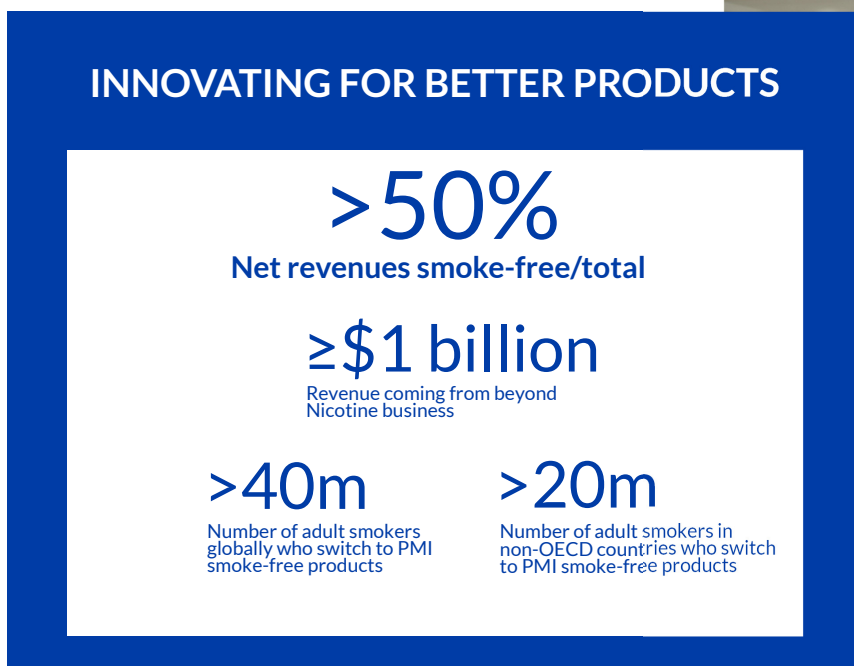 INNOVATING FOR BETTER PRODUCTS
>50%
Net revenues smoke-free/total
≥$1 billion
Revenue coming from beyond
Nicotine business
>40m
Number of adult smokers
globally who switch to PMI
smoke-free products
>20m
Number of adult smokers in
non-OECD countries who switch
to PMI smoke-free products